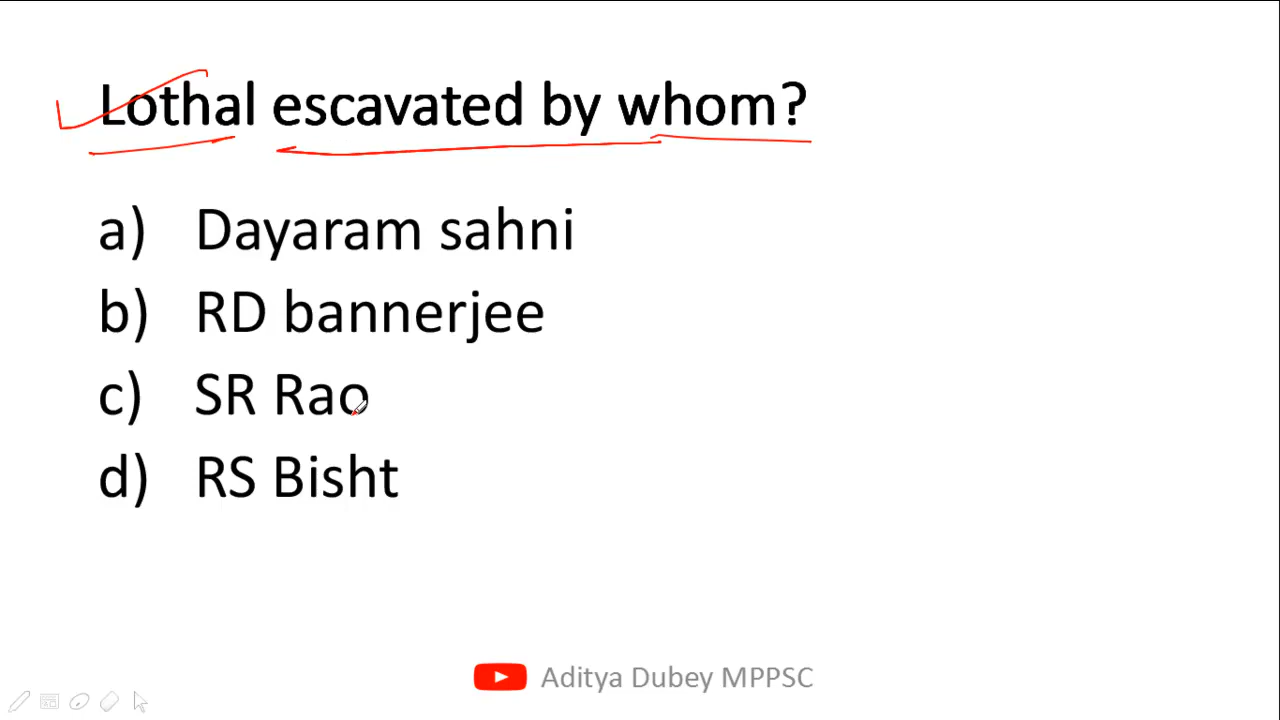 Lothal escavated by whom?
a) Dayaram sahni
b) RD bannerjee
c) SR Rao
d) RS Bisht
Aditya Dubey MPPSC